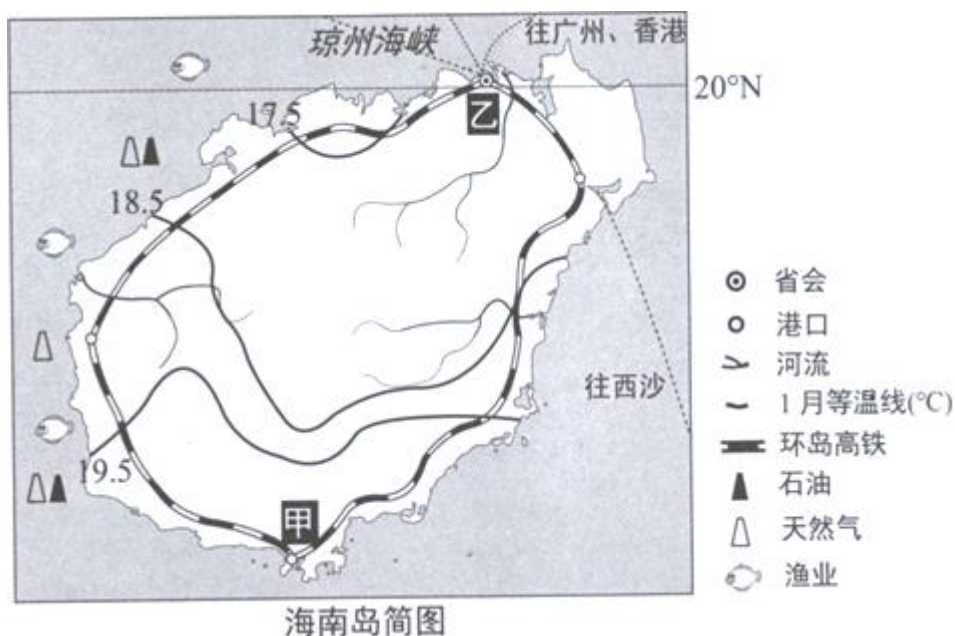 琼州海峡
往广州、香港
20°N
17.5
乙
18.5
往西沙
19.5
甲
省会
港口
河流
1月等温线(℃)
环岛高铁
石油
天然气
渔业
海南岛简图